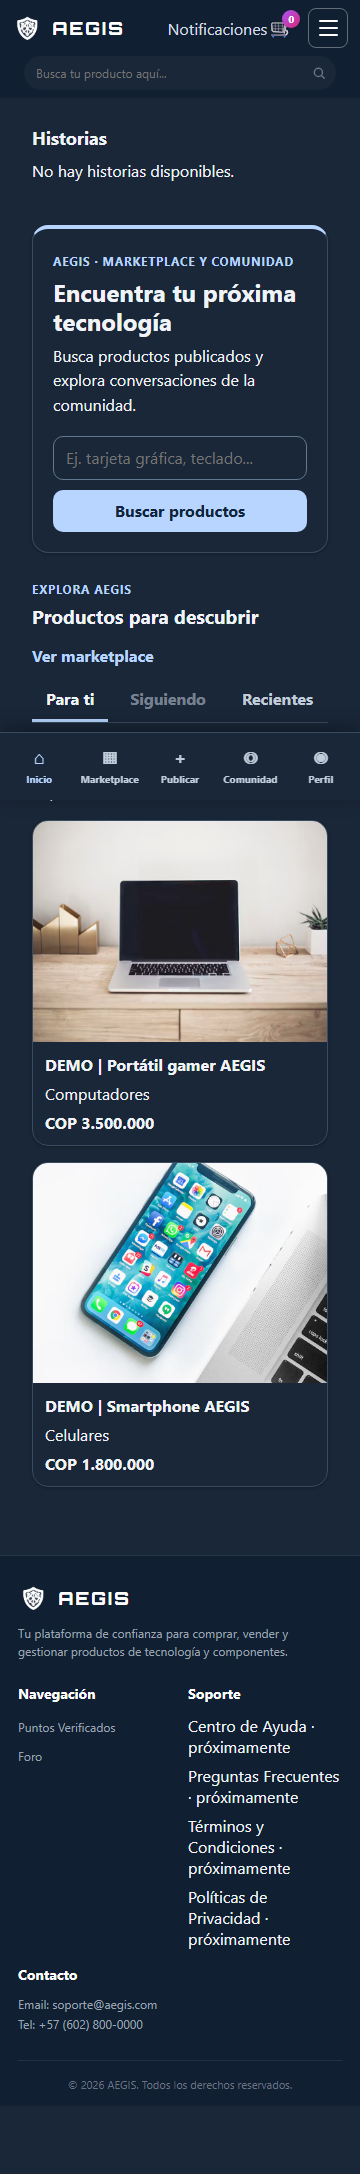 AEGIS
Notificaciones
0
Busca tu producto aquí...
Historias
No hay historias disponibles.
AEGIS · MARKETPLACE Y COMUNIDAD
Encuentra tu próxima
tecnología
Busca productos publicados y
explora conversaciones de la
comunidad.
Ej. tarjeta gráfica, teclado...
Buscar productos
EXPLORA AEGIS
Productos para descubrir
Ver marketplace
Para ti
Siguiendo
Recientes
Inicio
Marketplace
Publicar
Comunidad
Perfil
DEMO | Portátil gamer AEGIS
Computadores
COP 3.500.000
DEMO | Smartphone AEGIS
Celulares
COP 1.800.000
AEGIS
Tu plataforma de confianza para comprar, vender y
gestionar productos de tecnología y componentes.
Navegación
Puntos Verificados
Foro
Soporte
Centro de Ayuda ·
próximamente
Preguntas Frecuentes
· próximamente
Términos y
Condiciones ·
próximamente
Políticas de
Privacidad ·
próximamente
Contacto
Email: soporte@aegis.com
Tel: +57 (602) 800-0000
© 2026 AEGIS. Todos los derechos reservados.